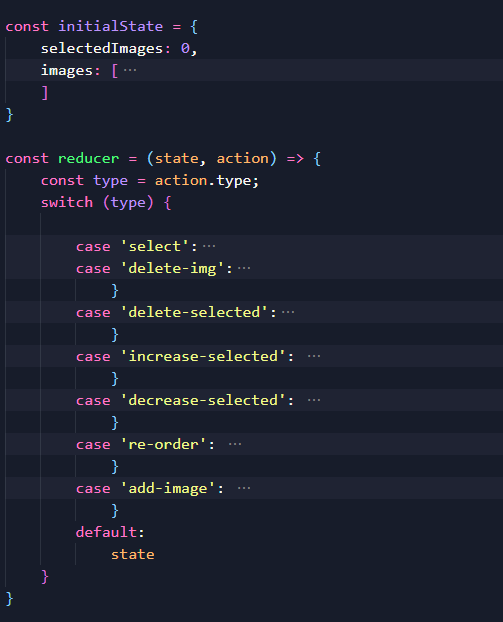 const initialState = {
    selectedImages: 0,
    images: [ ···
    ]
}

const reducer = (state, action) => {
    const type = action.type;
    switch (type) {

        case 'select': ···
        case 'delete-img': ···
            }
        case 'delete-selected': ···
            }
        case 'increase-selected': ···
            }
        case 'decrease-selected': ···
            }
        case 're-order': ···
            }
        case 'add-image': ···
            }
        default:
            state
    }
}